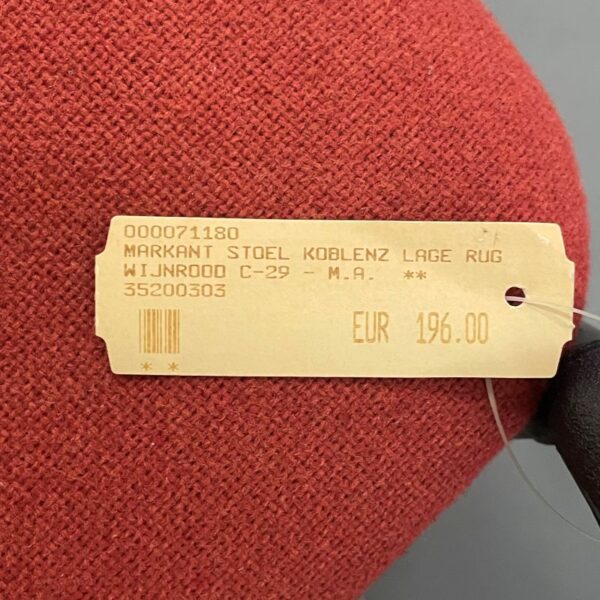 000071180
MARKANT STOEL KOBLENZ LAGE RUG
WIJNROOD C-29 - M.A. **
35200303
EUR 196.00
* *